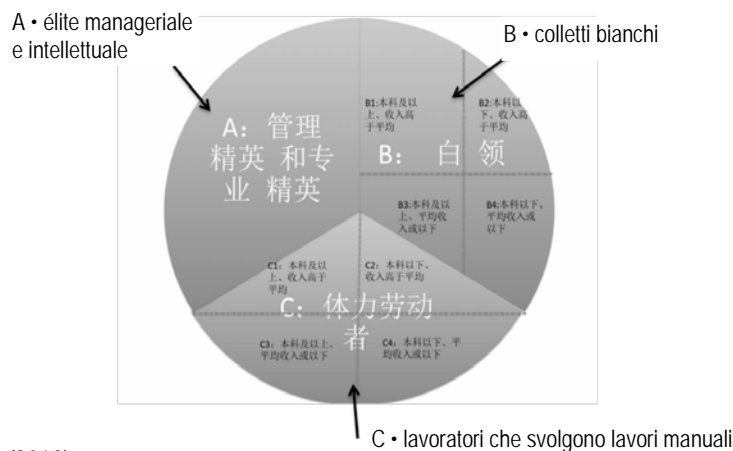 A • élite manageriale
e intellettuale
B • colletti bianchi
A：管理
精英 和专
业 精英
B1:本科及以
上、收入高
于平均
B2:本科以
下、收入高
于平均
B： 白 领
B3:本科及以
上、平均收
入或以下
B4:本科以下、
平均收入或
以下
C1：本科及以
上、收入高于
平均
C2：本科以下、
收入高于平均
C：体力劳动
者
C3：本科及以上、
平均收入或以下
C4：本科以下、平
均收入或以下
C • lavoratori che svolgono lavori manuali